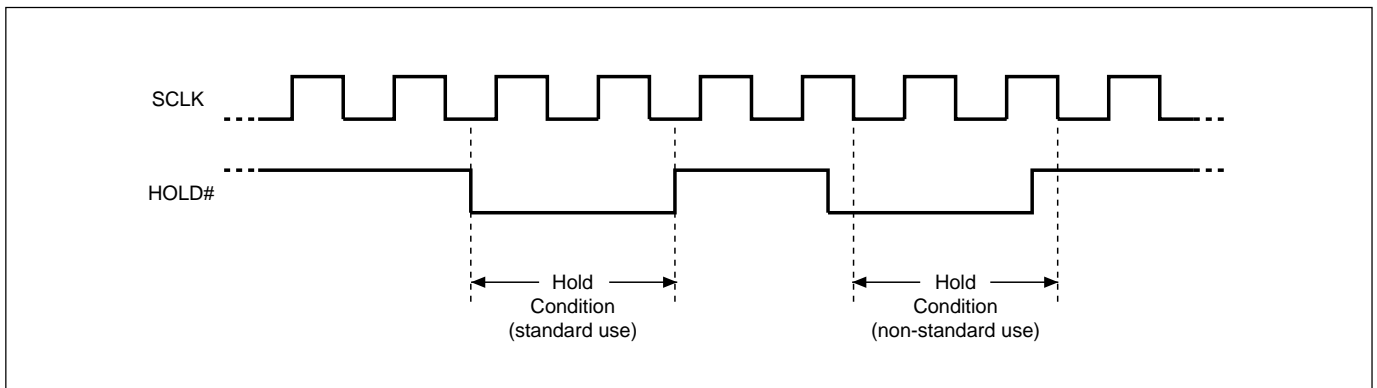 SCLK
HOLD#
Hold
Condition
(standard use)
Hold
Condition
(non-standard use)